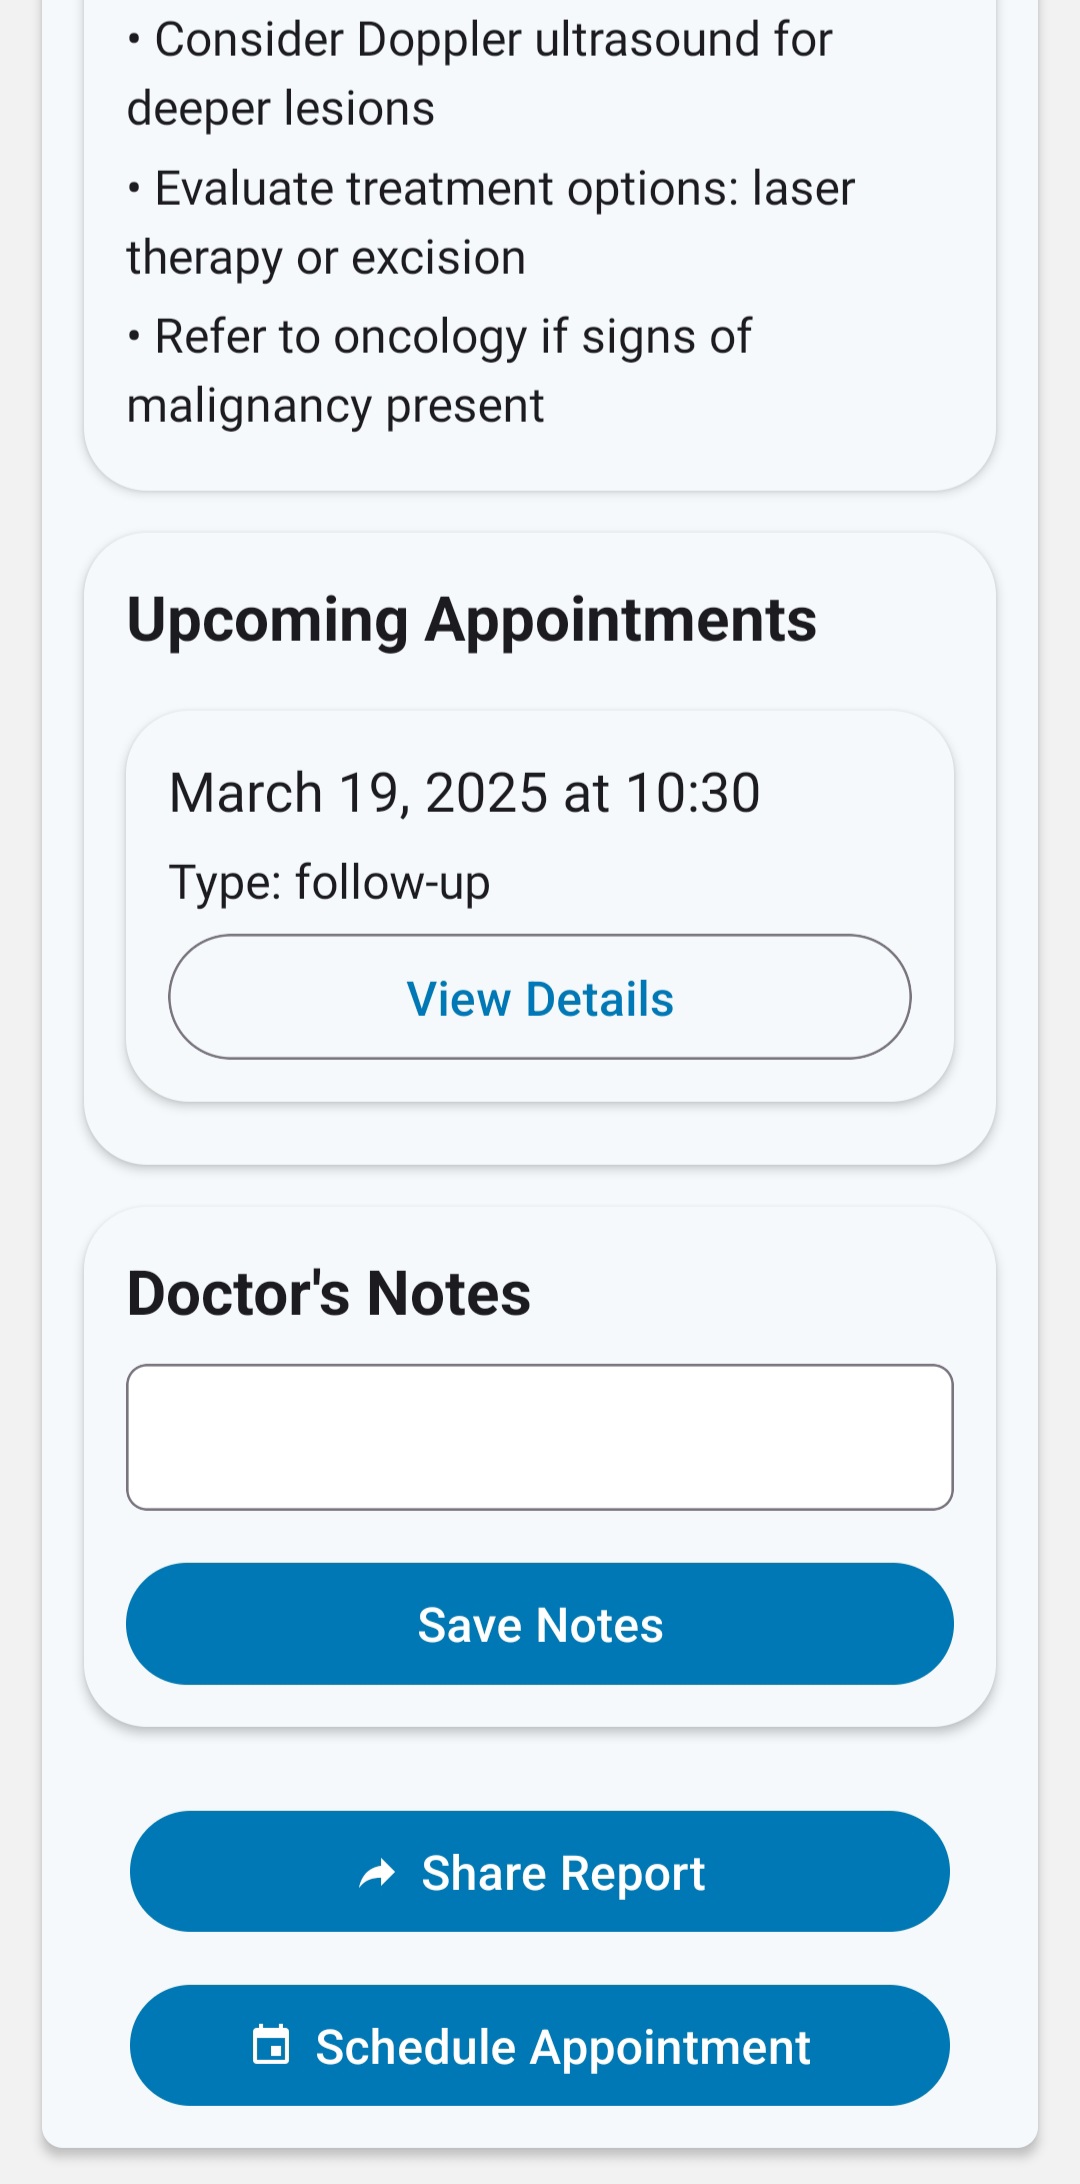 • Consider Doppler ultrasound for
deeper lesions
• Evaluate treatment options: laser
therapy or excision
• Refer to oncology if signs of
malignancy present
Upcoming Appointments
March 19, 2025 at 10:30
Type: follow-up
View Details
Doctor's Notes
Save Notes
Share Report
Schedule Appointment